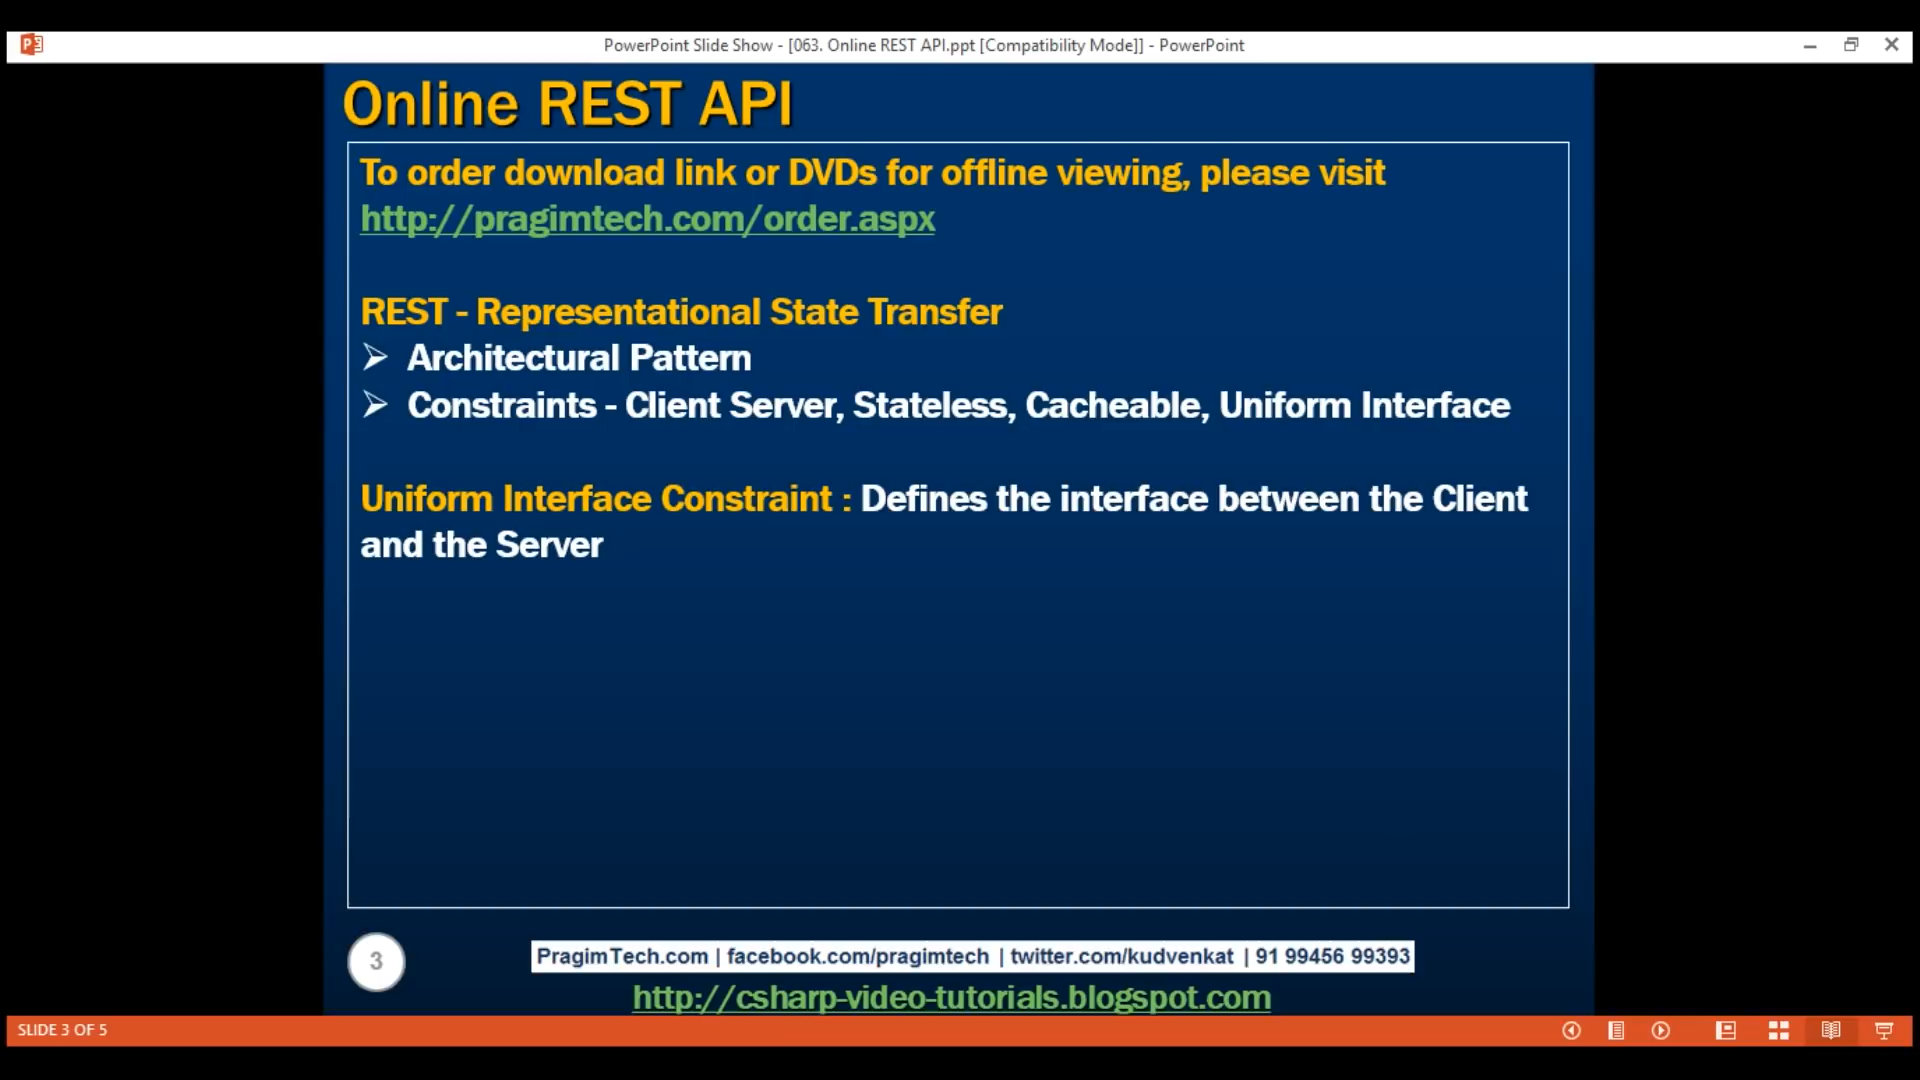 PowerPoint Slide Show - [063. Online REST API.ppt [Compatibility Mode]] - PowerPoint
Online REST API
To order download link or DVDs for offline viewing, please visit
http://pragimtech.com/order.aspx
REST - Representational State Transfer
➢ Architectural Pattern
➢ Constraints - Client Server, Stateless, Cacheable, Uniform Interface
Uniform Interface Constraint : Defines the interface between the Client
and the Server
3
PragimTech.com | facebook.com/pragimtech | twitter.com/kudvenkat | 91 99456 99393
http://csharp-video-tutorials.blogspot.com
SLIDE 3 OF 5